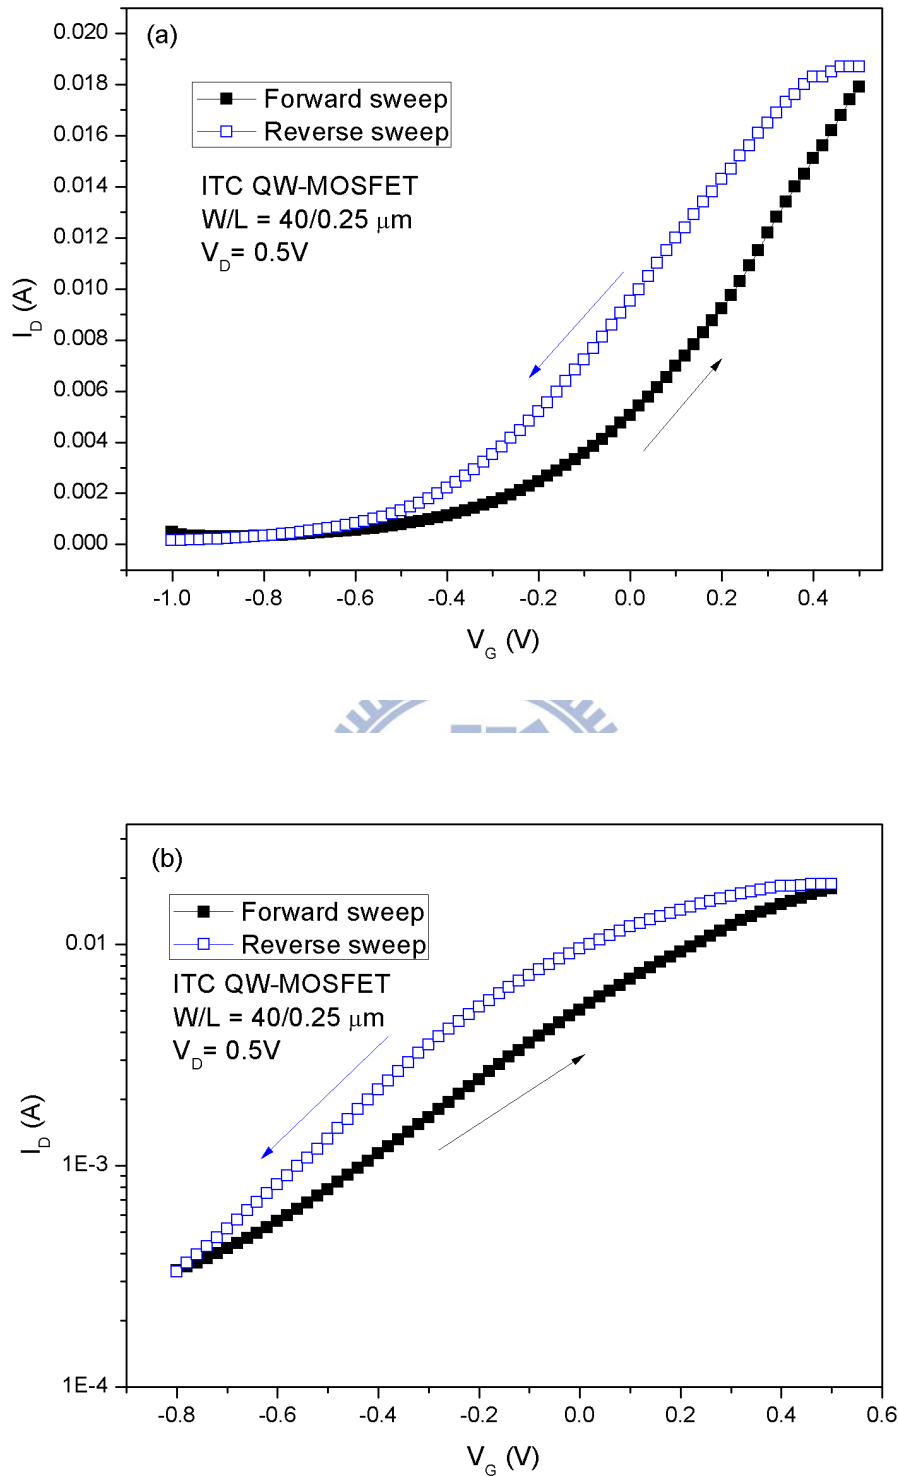 (a)
Forward sweep
Reverse sweep
ITC QW-MOSFET
W/L = 40/0.25 μm
V_D= 0.5V
I_D (A)
0.020
0.018
0.016
0.014
0.012
0.010
0.008
0.006
0.004
0.002
0.000
-1.0 -0.8 -0.6 -0.4 -0.2 0.0 0.2 0.4
V_G (V)
(b)
Forward sweep
Reverse sweep
ITC QW-MOSFET
W/L = 40/0.25 μm
V_D= 0.5V
I_D (A)
0.01
1E-3
1E-4
-0.8 -0.6 -0.4 -0.2 0.0 0.2 0.4 0.6
V_G (V)